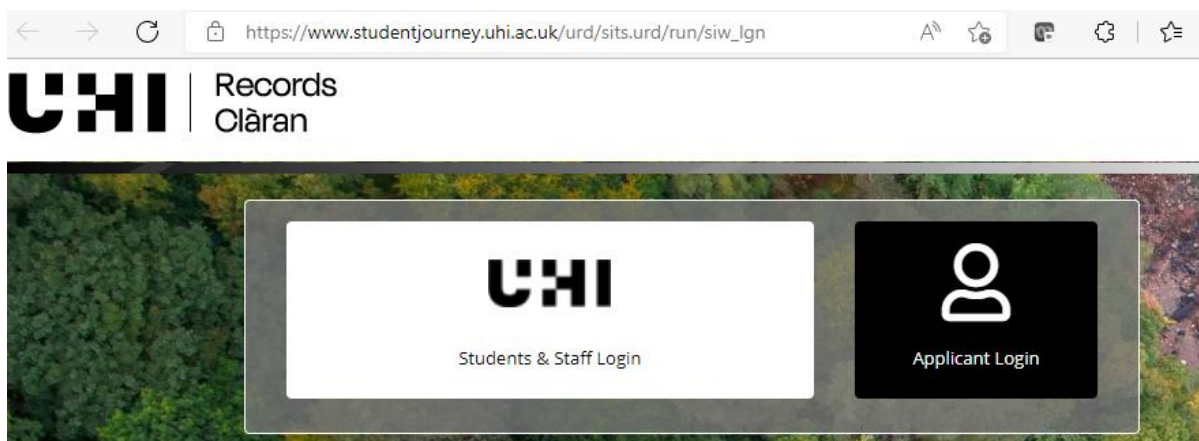 https://www.studentjourney.uhi.ac.uk/urd/sits.urd/run/siw_lgn
UHI
Records
Clàran
UHI
Students & Staff Login
Applicant Login